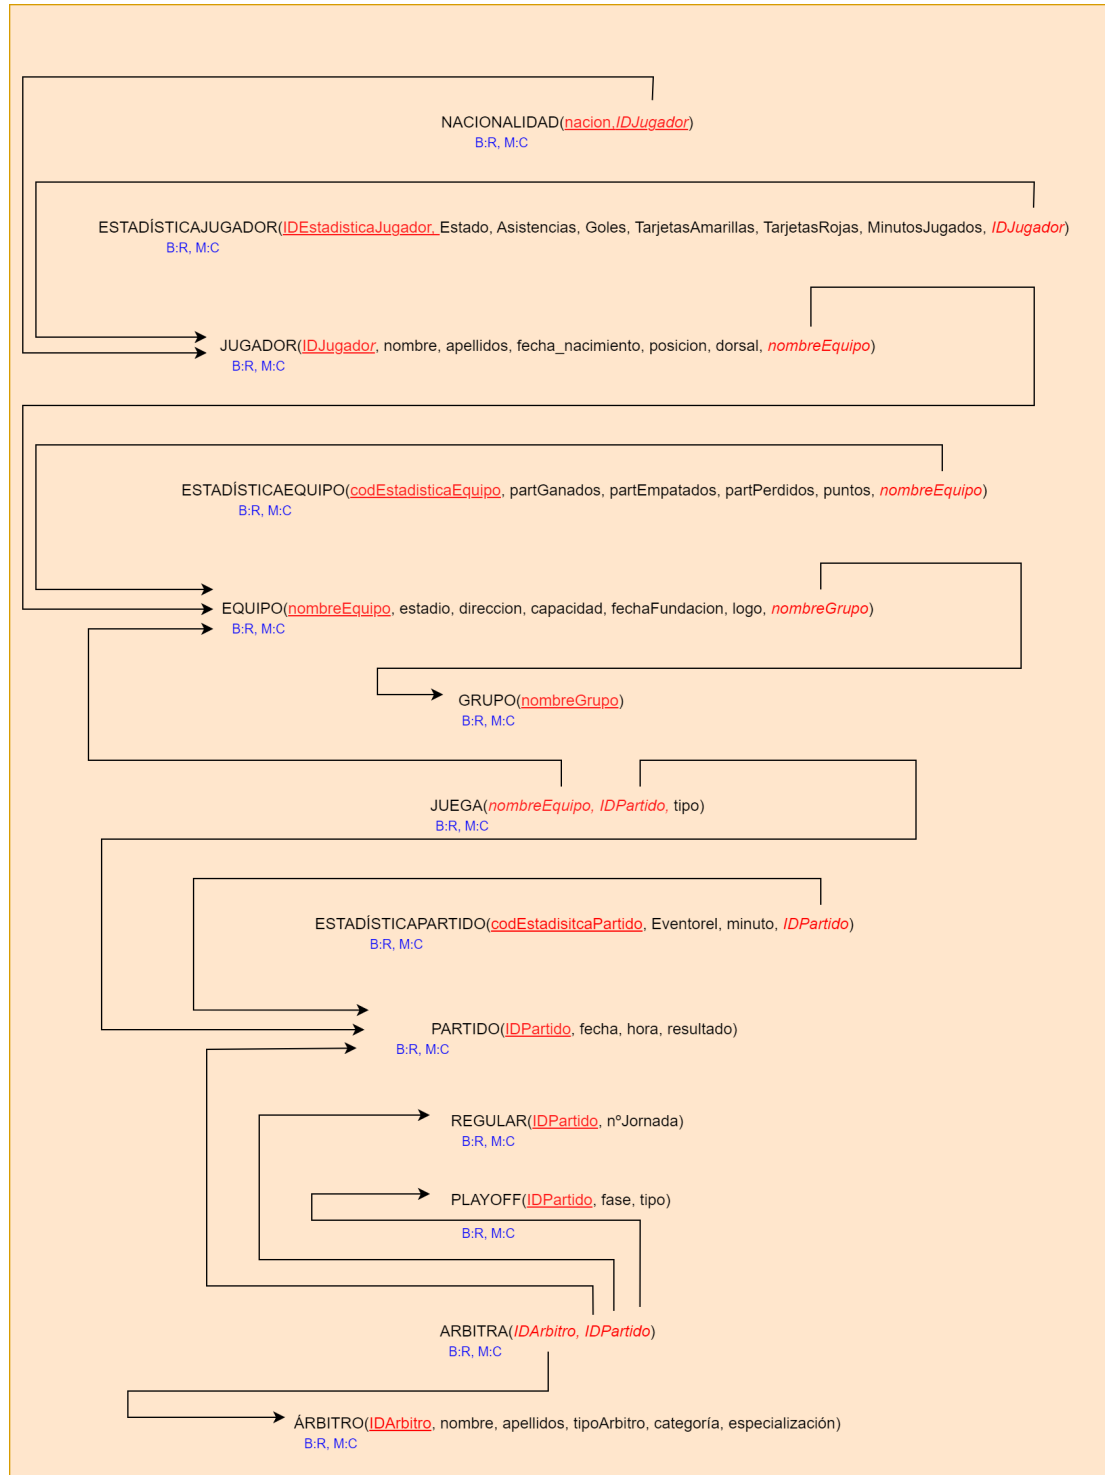 NACIONALIDAD(nacion,IDJugador)
B:R, M:C
ESTADÍSTICAJUGADOR(IDEstadisticaJugador, Estado, Asistencias, Goles, TarjetasAmarillas, TarjetasRojas, MinutosJugados, IDJugador)
B:R, M:C
JUGADOR(IDJugador, nombre, apellidos, fecha_nacimiento, posicion, dorsal, nombreEquipo)
B:R, M:C
ESTADÍSTICAEQUIPO(codEstadisticaEquipo, partGanados, partEmpatados, partPerdidos, puntos, nombreEquipo)
B:R, M:C
EQUIPO(nombreEquipo, estadio, direccion, capacidad, fechaFundacion, logo, nombreGrupo)
B:R, M:C
GRUPO(nombreGrupo)
B:R, M:C
JUEGA(nombreEquipo, IDPartido, tipo)
B:R, M:C
ESTADÍSTICAPARTIDO(codEstadisitcaPartido, Eventorel, minuto, IDPartido)
B:R, M:C
PARTIDO(IDPartido, fecha, hora, resultado)
B:R, M:C
REGULAR(IDPartido, nºJornada)
B:R, M:C
PLAYOFF(IDPartido, fase, tipo)
B:R, M:C
ARBITRA(IDArbitro, IDPartido)
B:R, M:C
ÁRBITRO(IDArbitro, nombre, apellidos, tipoArbitro, categoría, especialización)
B:R, M:C